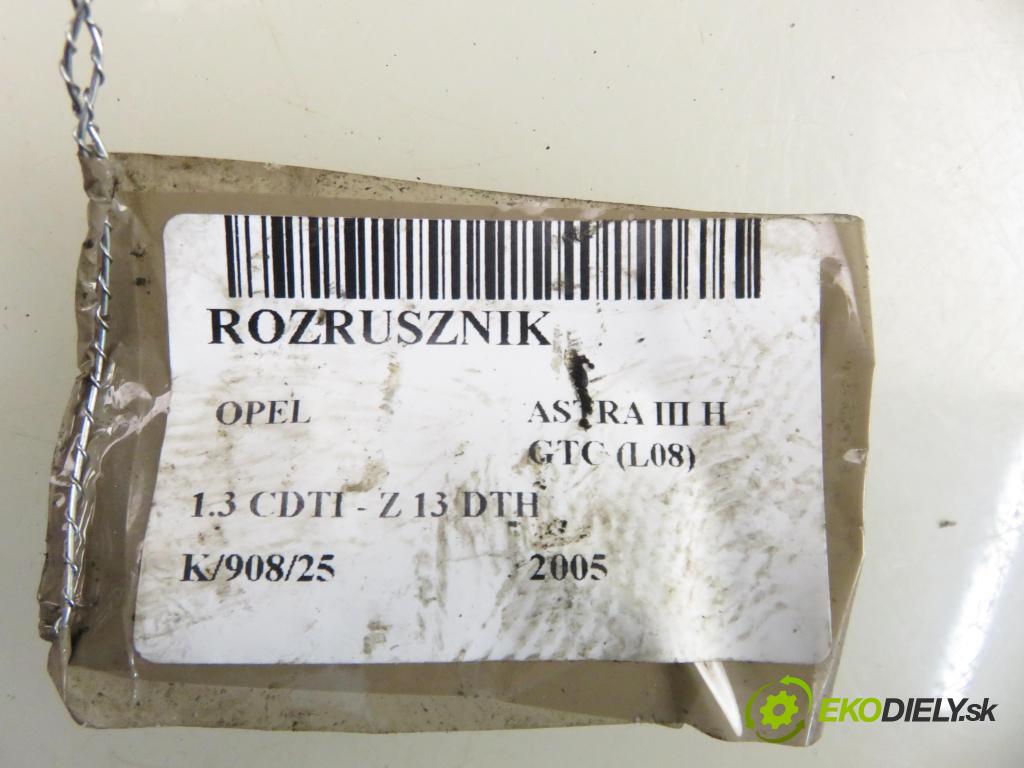 ROZRUSZNIK
OPEL ASTRA III H
GTC (L08)
1.3 CDTI - Z 13 DTH
K/908/25 2005
EKODIELY.sk